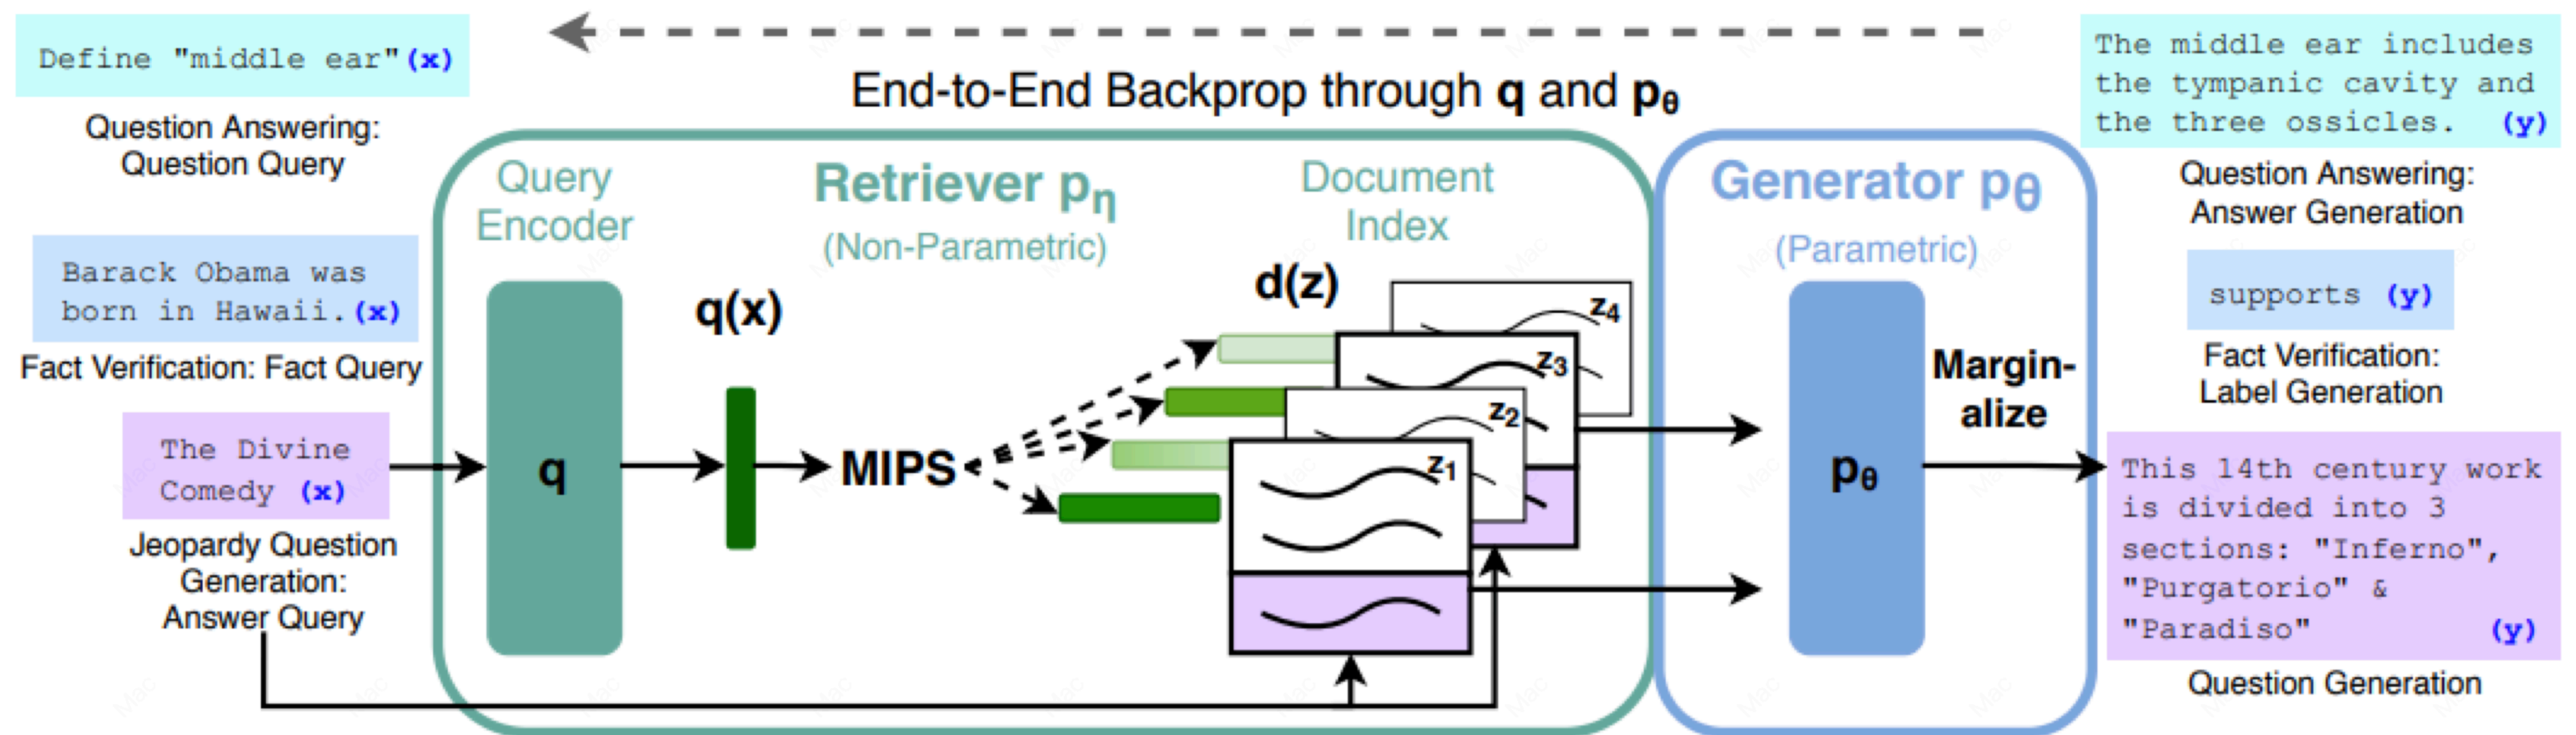 Define "middle ear"(x)
Question Answering:
Question Query
Barack Obama was
born in Hawaii.(x)
Fact Verification: Fact Query
The Divine
Comedy (x)
Jeopardy Question
Generation:
Answer Query
End-to-End Backprop through q and pθ
Query
Encoder
Retriever pη
(Non-Parametric)
Document
Index
q
q(x)
MIPS
d(z)
z4
z3
z2
z1
Generator pθ
(Parametric)
pθ
Margin-
alize
The middle ear includes
the tympanic cavity and
the three ossicles. (y)
Question Answering:
Answer Generation
supports (y)
Fact Verification:
Label Generation
This 14th century work
is divided into 3
sections: "Inferno",
"Purgatorio" &
"Paradiso" (y)
Question Generation